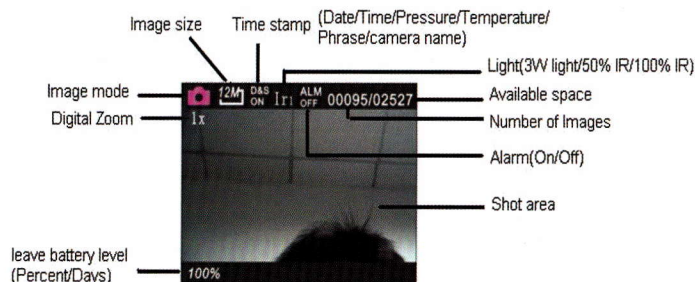 Image size
Time stamp (Date/Time/Pressure/Temperature/
Phrase/camera name)
Light(3W light/50% IR/100% IR)
Image mode
12M D&S ON Ir1 ALM OFF 00095/02527
Available space
Digital Zoom
1x
Number of Images
Alarm(On/Off)
Shot area
leave battery level
(Percent/Days)
100%